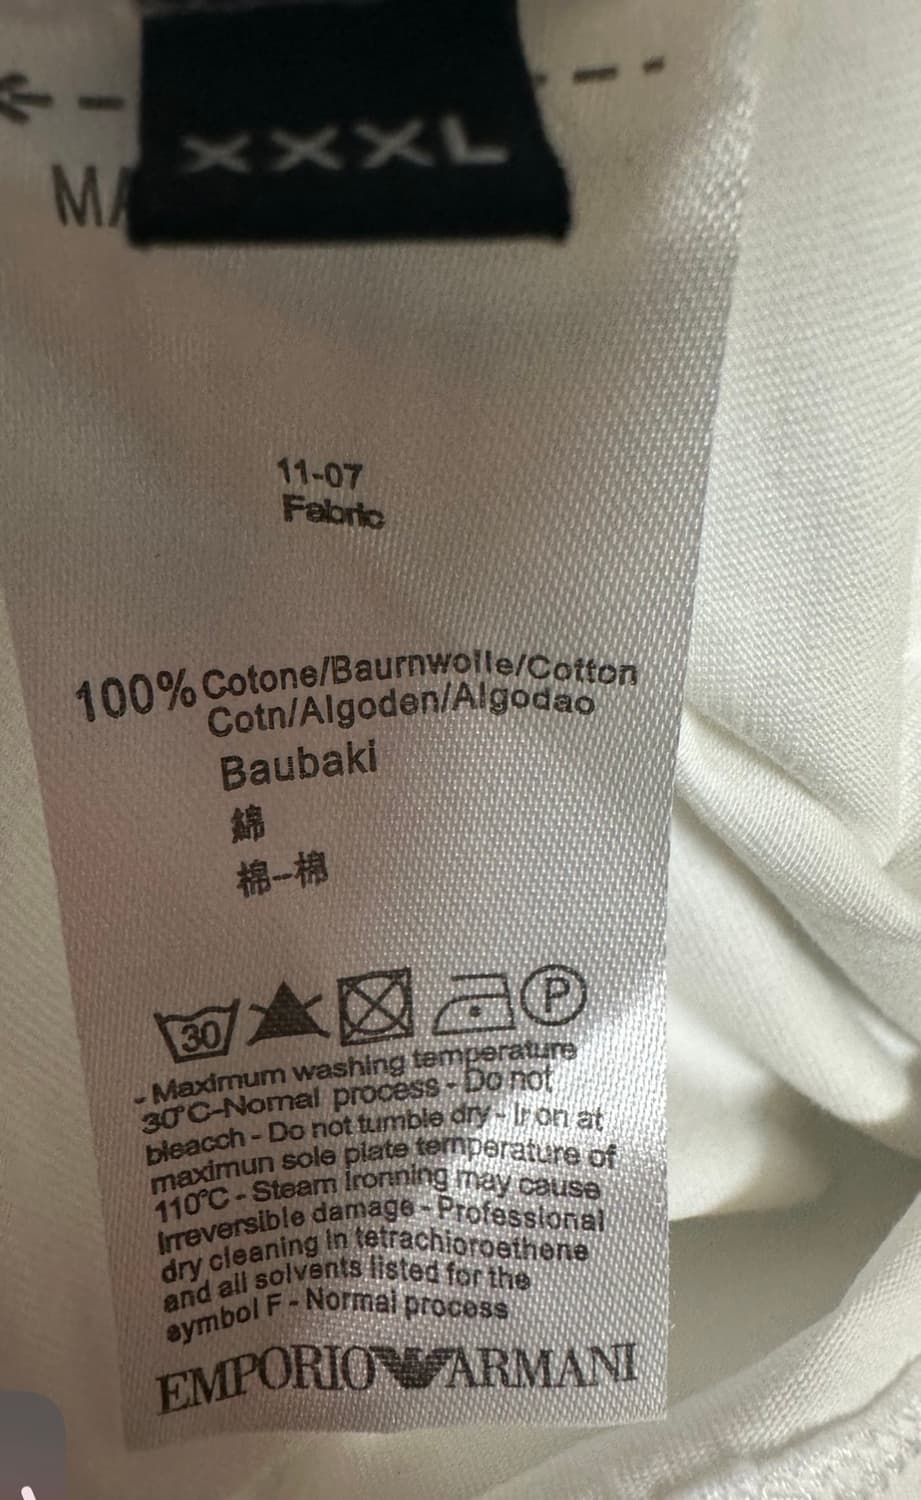 XXXL
MA
11-07
Fabric
100% Cotone/Baurnwolle/Cotton
Cotn/Algoden/Algodao
Baubaki
綿
棉-棉
30 P
- Maximum washing temperature
30°C-Nomal process - Do not
bleacch - Do not tumble dry - Iron at
maximun sole plate temperature of
110°C - Steam Ironning may cause
Irreversible damage - Professional
dry cleaning in tetrachioroethene
and all solvents listed for the
symbol F - Normal process
EMPORIO ARMANI